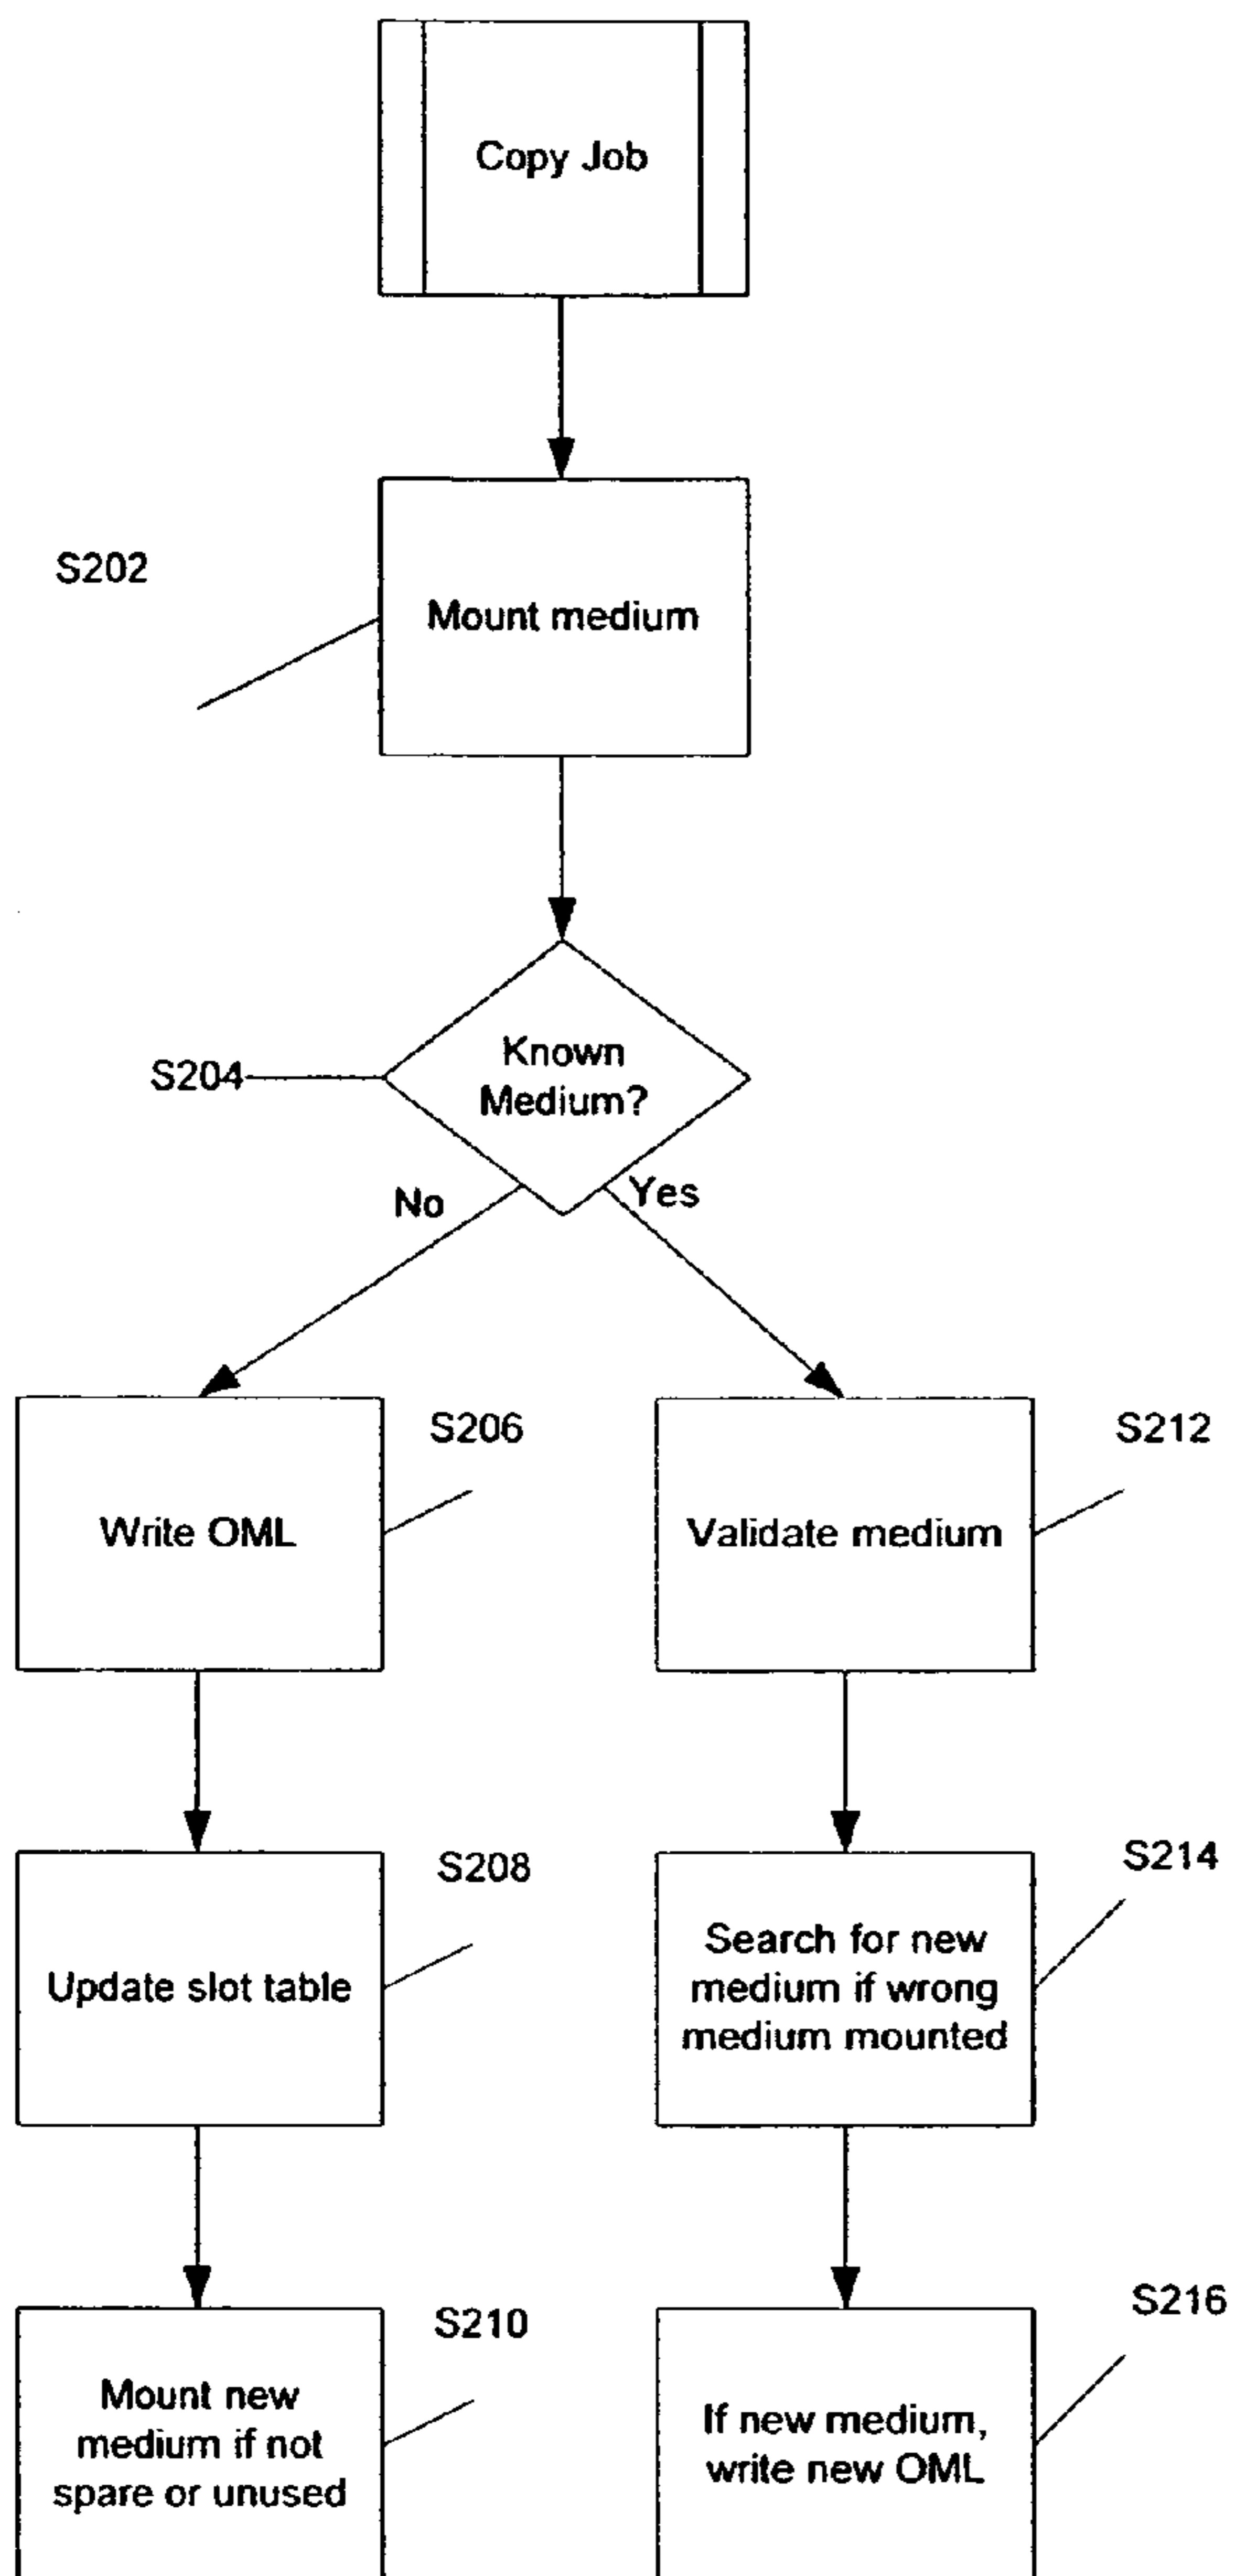 Copy Job
S202
Mount medium
S204
Known
Medium?
No
Yes
S206
Write OML
S212
Validate medium
S208
Update slot table
S214
Search for new
medium if wrong
medium mounted
S210
Mount new
medium if not
spare or unused
S216
If new medium,
write new OML